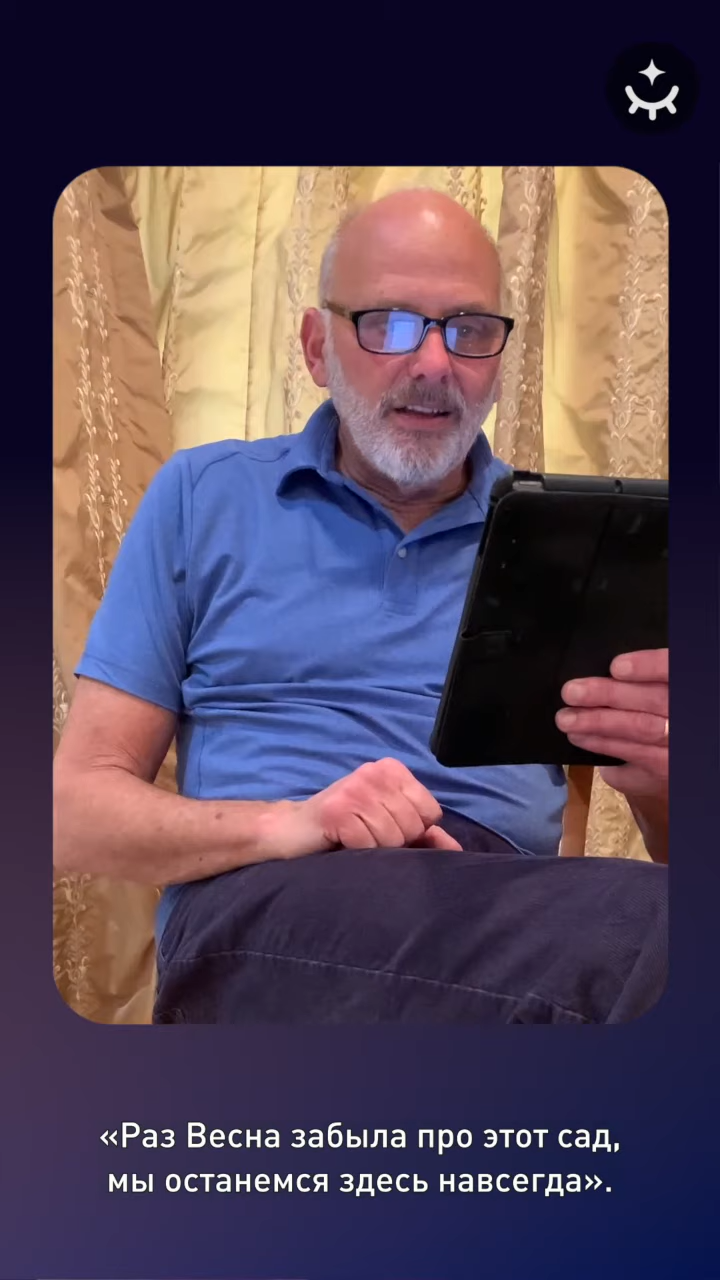 «Раз Весна забыла про этот сад,
мы останемся здесь навсегда».